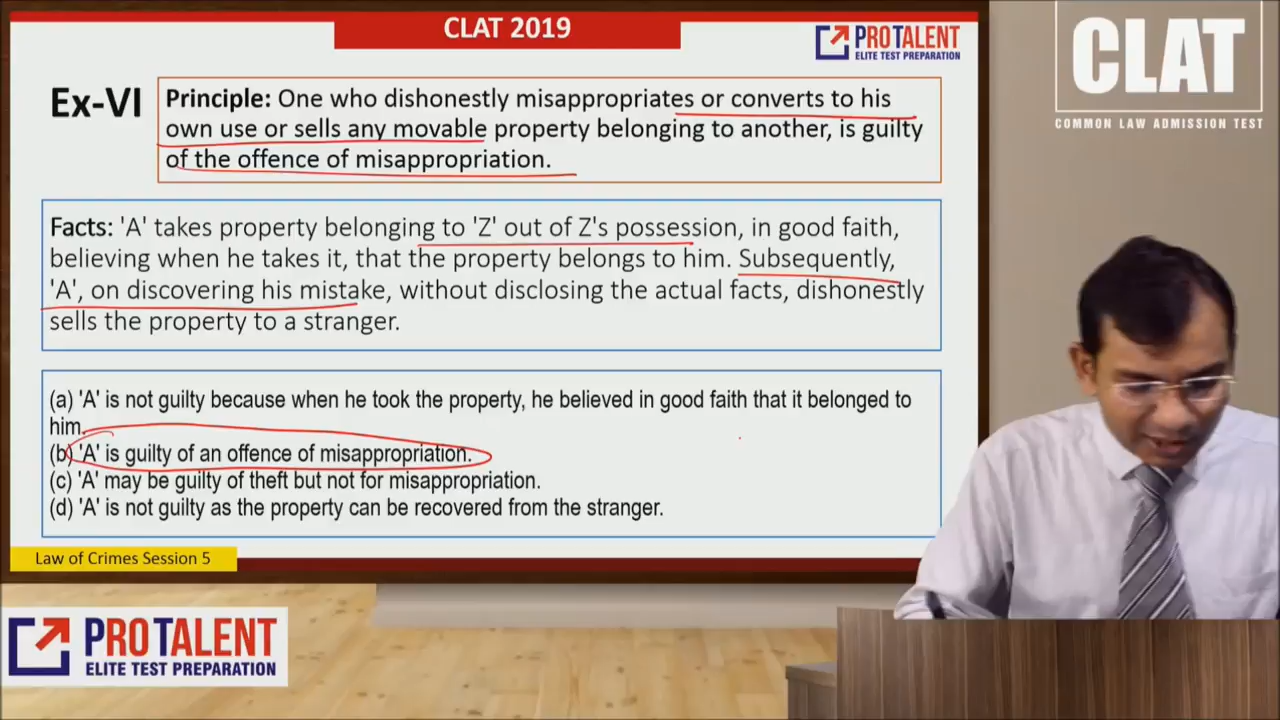 CLAT 2019
PROTALENT
ELITE TEST PREPARATION
CLAT
COMMON LAW ADMISSION TEST
Ex-VI
Principle: One who dishonestly misappropriates or converts to his
own use or sells any movable property belonging to another, is guilty
of the offence of misappropriation.
Facts: 'A' takes property belonging to 'Z' out of Z's possession, in good faith,
believing when he takes it, that the property belongs to him. Subsequently,
'A', on discovering his mistake, without disclosing the actual facts, dishonestly
sells the property to a stranger.
(a) 'A' is not guilty because when he took the property, he believed in good faith that it belonged to
him.
(b) 'A' is guilty of an offence of misappropriation.
(c) 'A' may be guilty of theft but not for misappropriation.
(d) 'A' is not guilty as the property can be recovered from the stranger.
Law of Crimes Session 5
PROTALENT
ELITE TEST PREPARATION